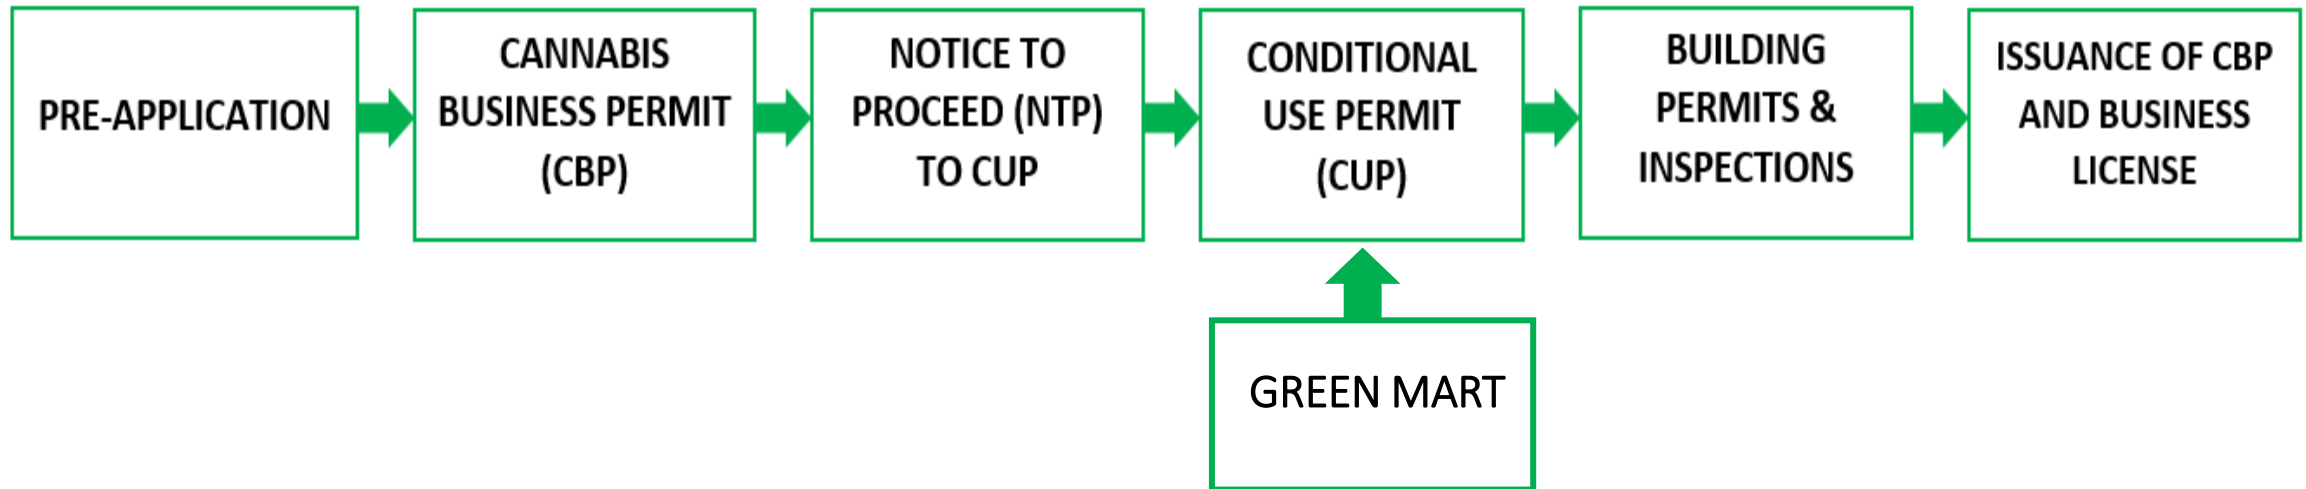 PRE-APPLICATION
CANNABIS
BUSINESS PERMIT
(CBP)
NOTICE TO
PROCEED (NTP)
TO CUP
CONDITIONAL
USE PERMIT
(CUP)
BUILDING
PERMITS &
INSPECTIONS
ISSUANCE OF CBP
AND BUSINESS
LICENSE
GREEN MART